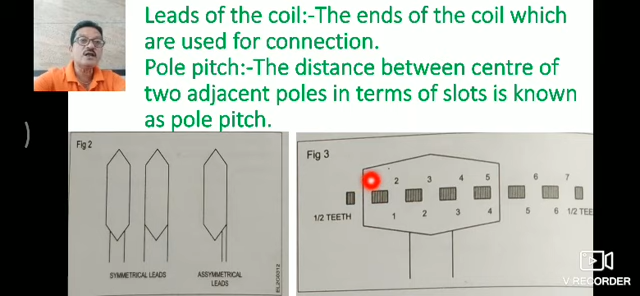 Leads of the coil:-The ends of the coil which
are used for connection.
Pole pitch:-The distance between centre of
two adjacent poles in terms of slots is known
as pole pitch.
Fig 2
SYMMETRICAL LEADS
ASSYMETRICAL
LEADS
Fig 3
2 3 4 5 6 7
1/2 TEETH
1 2 3 4 5 6 1/2 TEE
V RECORDER